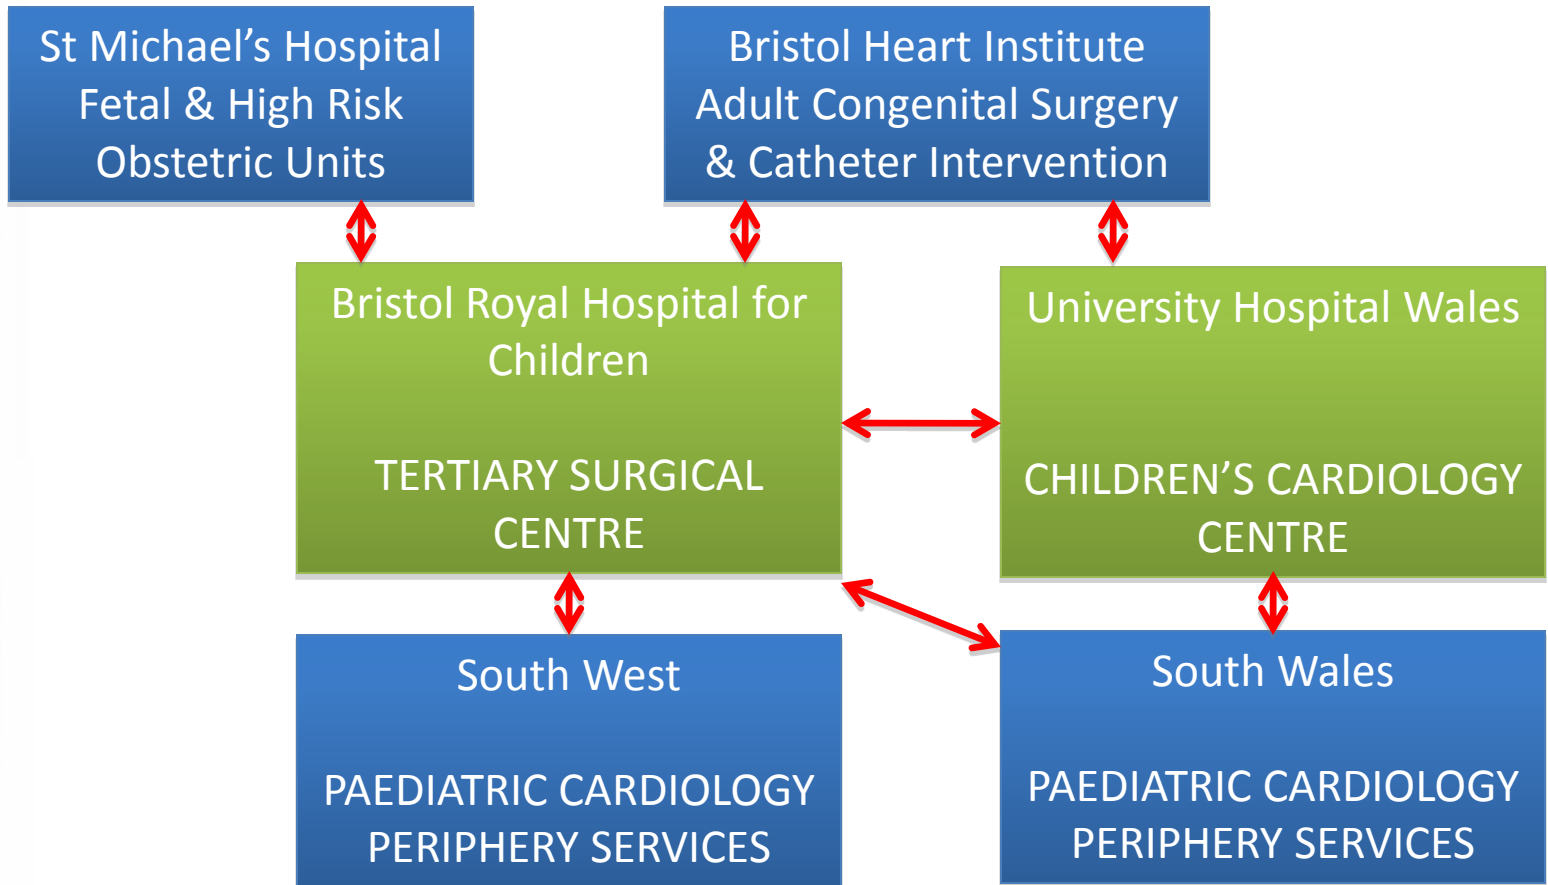 St Michael’s Hospital
Fetal & High Risk
Obstetric Units
Bristol Heart Institute
Adult Congenital Surgery
& Catheter Intervention
Bristol Royal Hospital for
Children
TERTIARY SURGICAL
CENTRE
University Hospital Wales
CHILDREN’S CARDIOLOGY
CENTRE
South West
PAEDIATRIC CARDIOLOGY
PERIPHERY SERVICES
South Wales
PAEDIATRIC CARDIOLOGY
PERIPHERY SERVICES